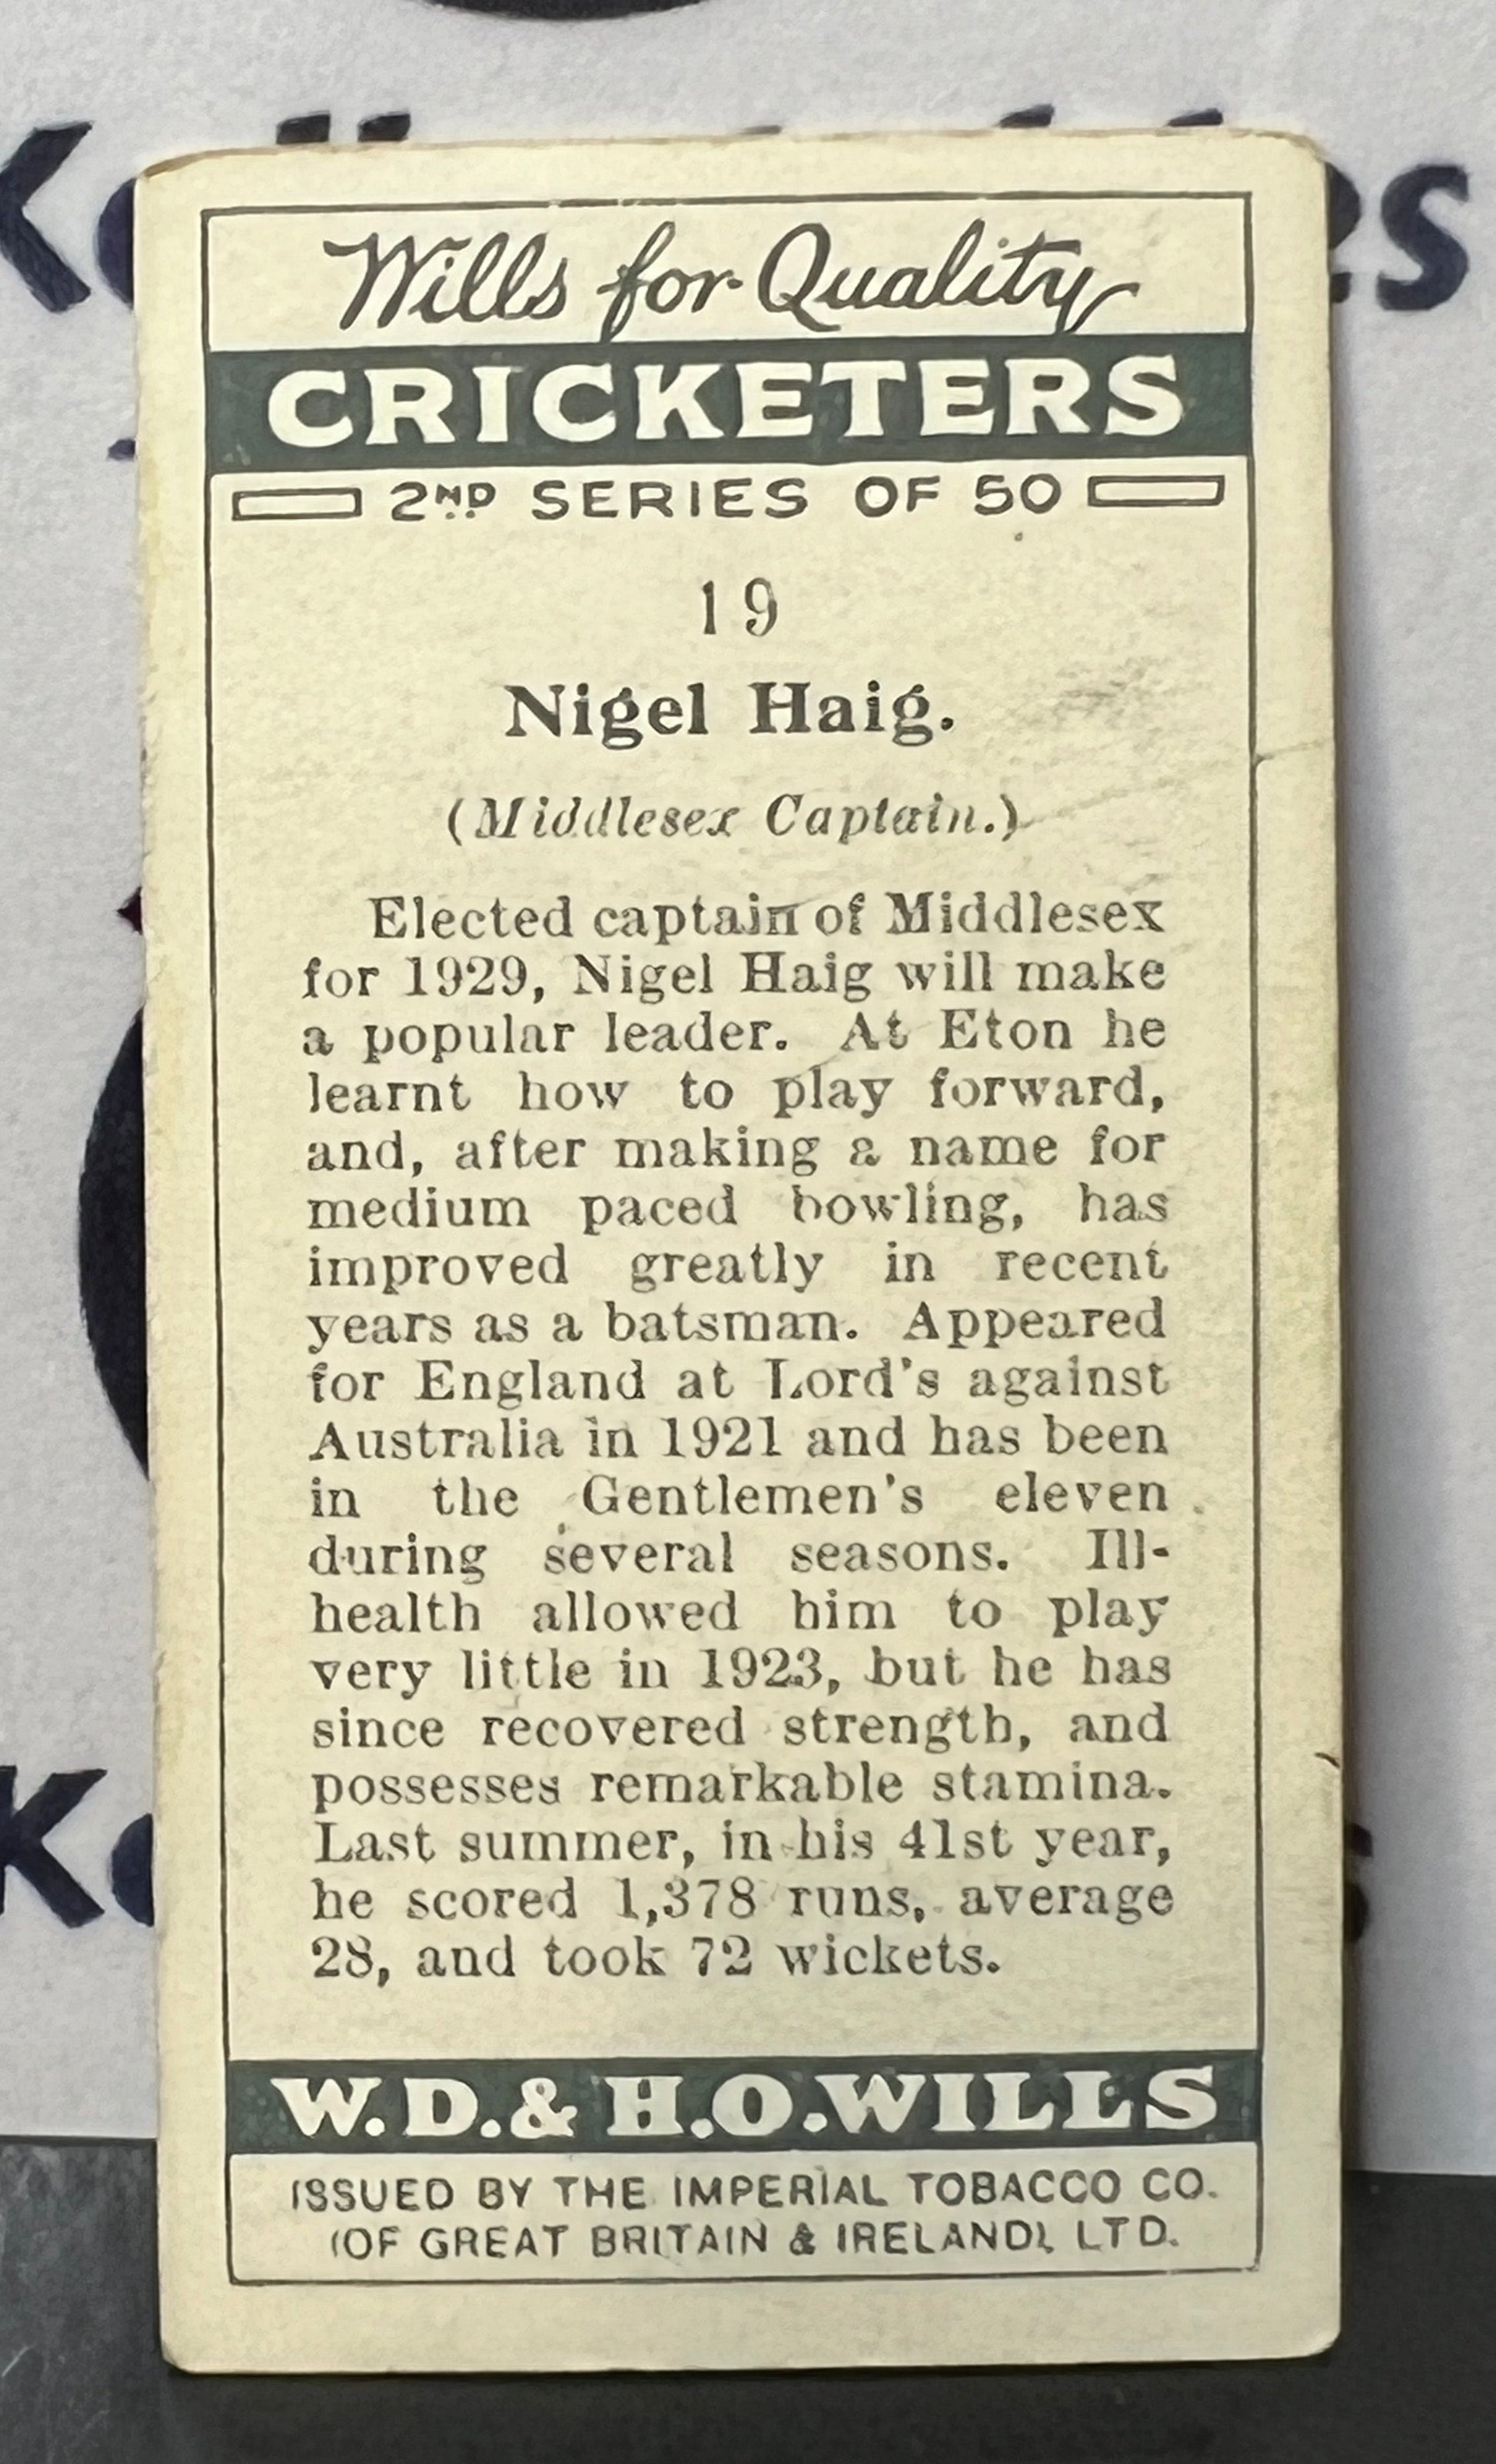 Wills for Quality
CRICKETERS
2ND SERIES OF 50
19
Nigel Haig.
(Middlesex Captain.)
Elected captain of Middlesex
for 1929, Nigel Haig will make
a popular leader. At Eton he
learnt how to play forward,
and, after making a name for
medium paced bowling, has
improved greatly in recent
years as a batsman. Appeared
for England at Lord's against
Australia in 1921 and has been
in the Gentlemen's eleven
during several seasons. Ill-
health allowed him to play
very little in 1923, but he has
since recovered strength, and
possesses remarkable stamina.
Last summer, in his 41st year,
he scored 1,378 runs, average
28, and took 72 wickets.
W.D. & H.O. WILLS
ISSUED BY THE IMPERIAL TOBACCO CO.
(OF GREAT BRITAIN & IRELAND), LTD.